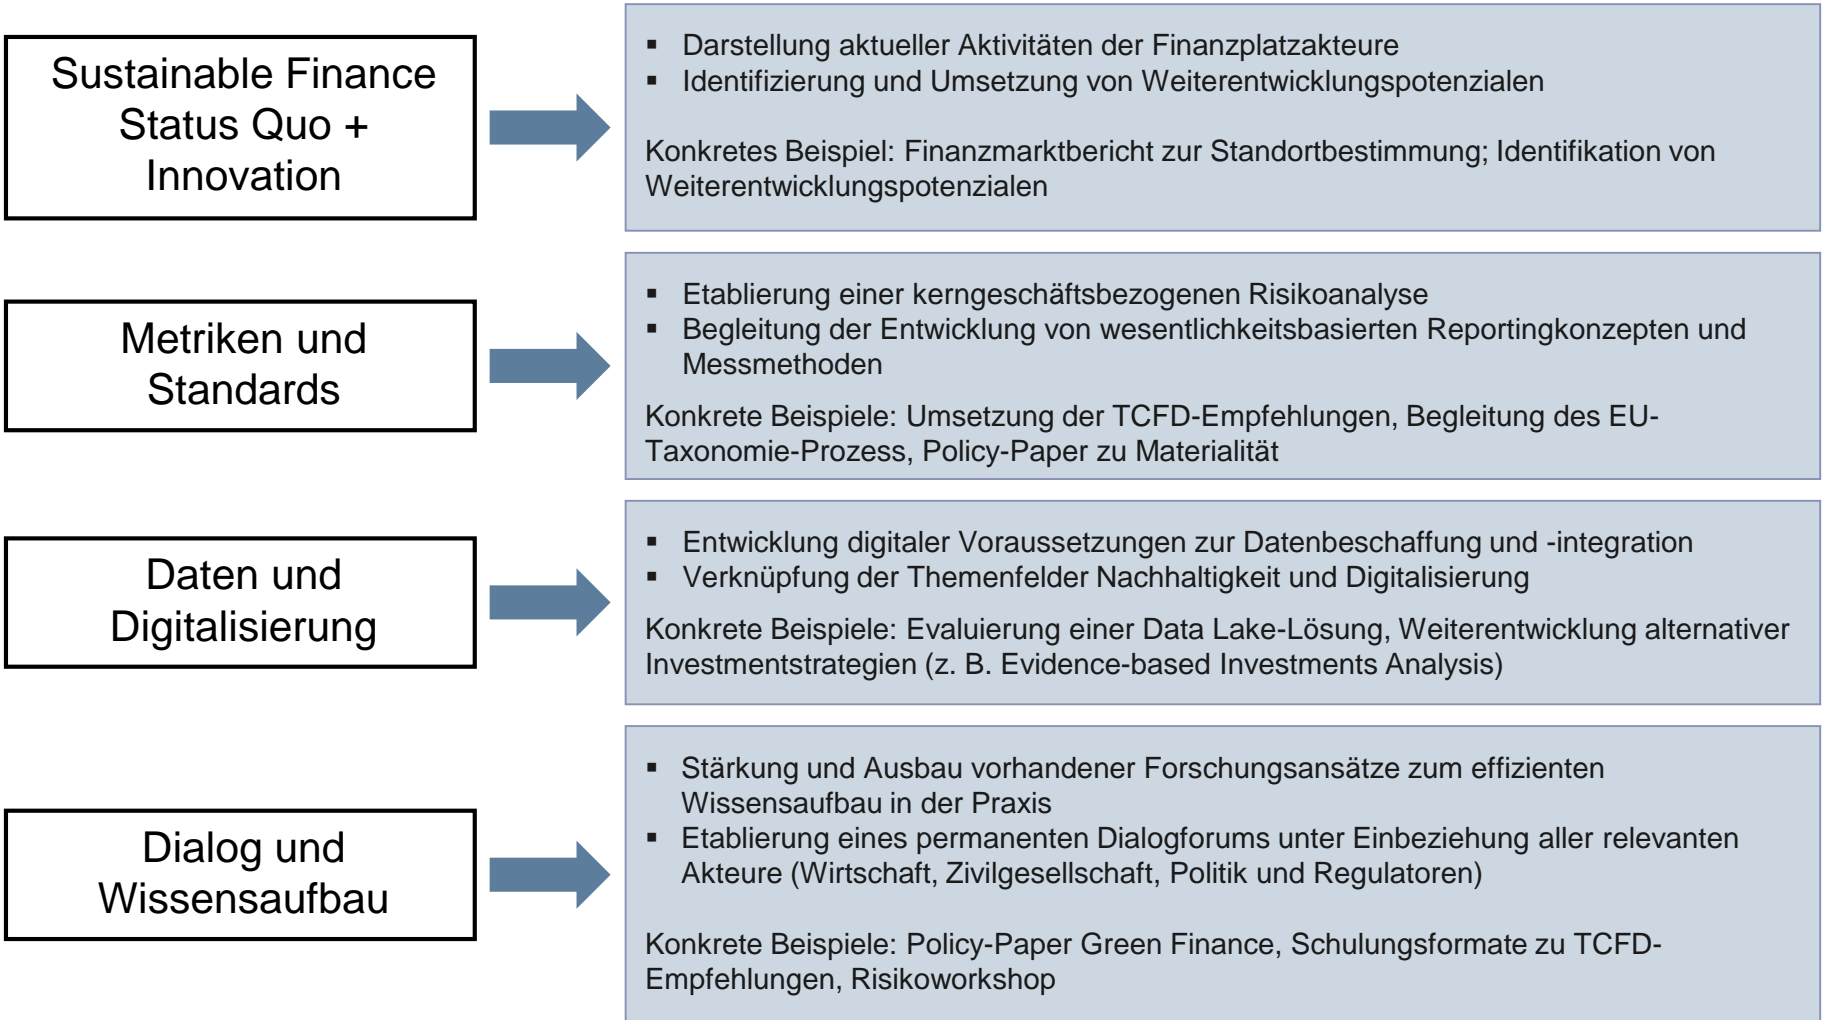 Sustainable Finance
Status Quo +
Innovation
▪ Darstellung aktueller Aktivitäten der Finanzplatzakteure
▪ Identifizierung und Umsetzung von Weiterentwicklungspotenzialen
Konkretes Beispiel: Finanzmarktbericht zur Standortbestimmung; Identifikation von
Weiterentwicklungspotenzialen
Metriken und
Standards
▪ Etablierung einer kerngeschäftsbezogenen Risikoanalyse
▪ Begleitung der Entwicklung von wesentlichkeitsbasierten Reportingkonzepten und
Messmethoden
Konkrete Beispiele: Umsetzung der TCFD-Empfehlungen, Begleitung des EU-
Taxonomie-Prozess, Policy-Paper zu Materialität
Daten und
Digitalisierung
▪ Entwicklung digitaler Voraussetzungen zur Datenbeschaffung und -integration
▪ Verknüpfung der Themenfelder Nachhaltigkeit und Digitalisierung
Konkrete Beispiele: Evaluierung einer Data Lake-Lösung, Weiterentwicklung alternativer
Investmentstrategien (z. B. Evidence-based Investments Analysis)
Dialog und
Wissensaufbau
▪ Stärkung und Ausbau vorhandener Forschungsansätze zum effizienten
Wissensaufbau in der Praxis
▪ Etablierung eines permanenten Dialogforums unter Einbeziehung aller relevanten
Akteure (Wirtschaft, Zivilgesellschaft, Politik und Regulatoren)
Konkrete Beispiele: Policy-Paper Green Finance, Schulungsformate zu TCFD-
Empfehlungen, Risikoworkshop